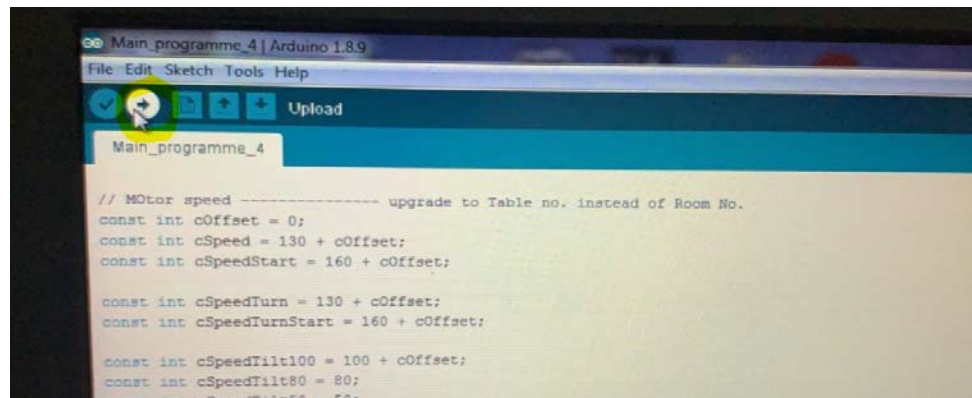 Main_programme_4 | Arduino 1.8.9
File Edit Sketch Tools Help
Upload
Main_programme_4
// MOtor speed --------------- upgrade to Table no. instead of Room No.
const int cOffset = 0;
const int cSpeed = 130 + cOffset;
const int cSpeedStart = 160 + cOffset;
const int cSpeedTurn = 130 + cOffset;
const int cSpeedTurnStart = 160 + cOffset;
const int cSpeedTilt100 = 100 + cOffset;
const int cSpeedTilt80 = 80;